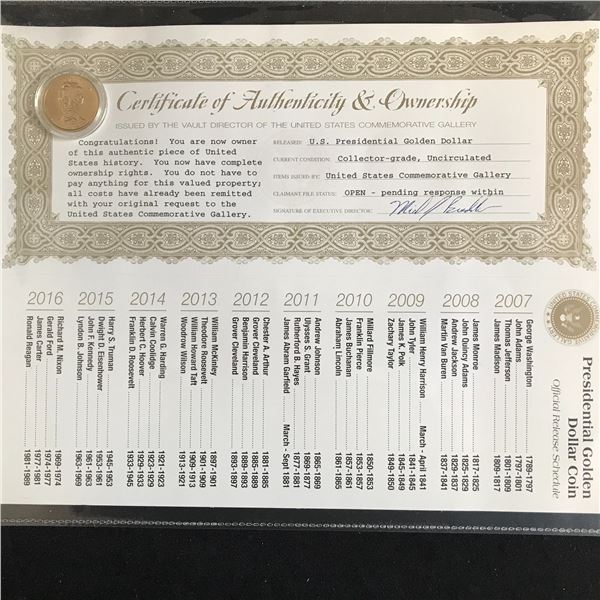 Certificate of Authenticity & Ownership
ISSUED BY THE VAULT DIRECTOR OF THE UNITED STATES COMMEMORATIVE GALLERY
Congratulations! You are now owner
of this authentic piece of United
States history. You now have complete
ownership rights. You do not have to
pay anything for this valued property;
all costs have already been remitted
with your original request to the
United States Commemorative Gallery.
RELEASED: U.S. Presidential Golden Dollar
CURRENT CONDITION: Collector-grade, Uncirculated
ITEMS ISSUED BY: United States Commemorative Gallery
CLAIMANT FILE STATUS: OPEN - pending response within
SIGNATURE OF EXECUTIVE DIRECTOR:
Presidential Golden
Dollar Coin
Official Release Schedule
2007
George Washington 1789-1797
John Adams 1797-1801
Thomas Jefferson 1801-1809
James Madison 1809-1817
2008
James Monroe 1817-1825
John Quincy Adams 1825-1829
Andrew Jackson 1829-1837
Martin Van Buren 1837-1841
2009
William Henry Harrison March - April 1841
John Tyler 1841-1845
James K. Polk 1845-1849
Zachary Taylor 1849-1850
2010
Millard Fillmore 1850-1853
Franklin Pierce 1853-1857
James Buchanan 1857-1861
Abraham Lincoln 1861-1865
2011
Andrew Johnson 1865-1869
Ulysses S. Grant 1869-1877
Rutherford B. Hayes 1877-1881
James Abram Garfield March - Sept 1881
2012
Chester A. Arthur 1881-1885
Grover Cleveland 1885-1889
Benjamin Harrison 1889-1893
Grover Cleveland 1893-1897
2013
William McKinley 1897-1901
Theodore Roosevelt 1901-1909
William Howard Taft 1909-1913
Woodrow Wilson 1913-1921
2014
Warren G. Harding 1921-1923
Calvin Coolidge 1923-1929
Herbert C. Hoover 1929-1933
Franklin D. Roosevelt 1933-1945
2015
Harry S. Truman 1945-1953
Dwight D. Eisenhower 1953-1961
John F. Kennedy 1961-1963
Lyndon B. Johnson 1963-1969
2016
Richard M. Nixon 1969-1974
Gerald Ford 1974-1977
James Carter 1977-1981
Ronald Reagan 1981-1989